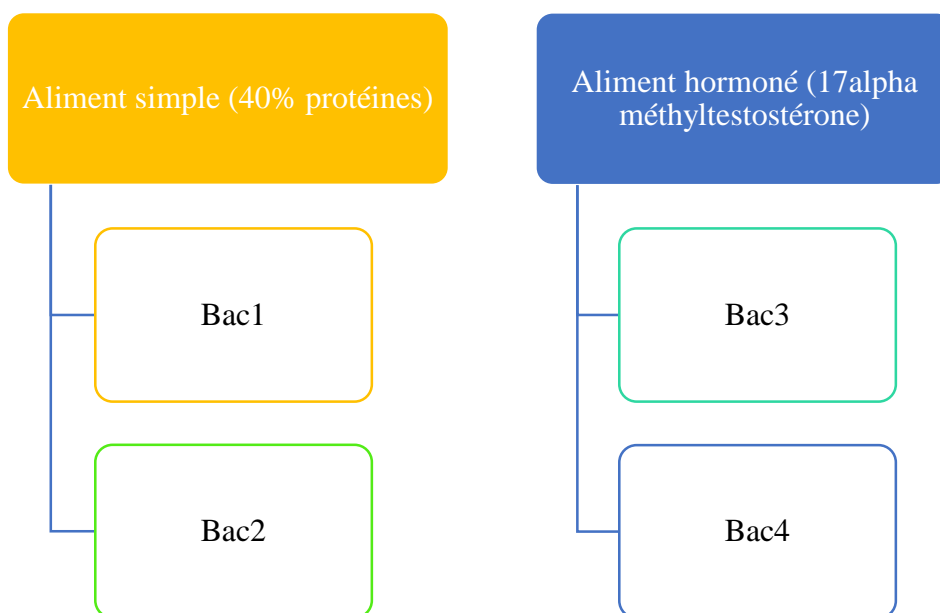 Aliment simple (40% protéines)
Bac1
Bac2
Aliment hormoné (17alpha
méthyltestostérone)
Bac3
Bac4